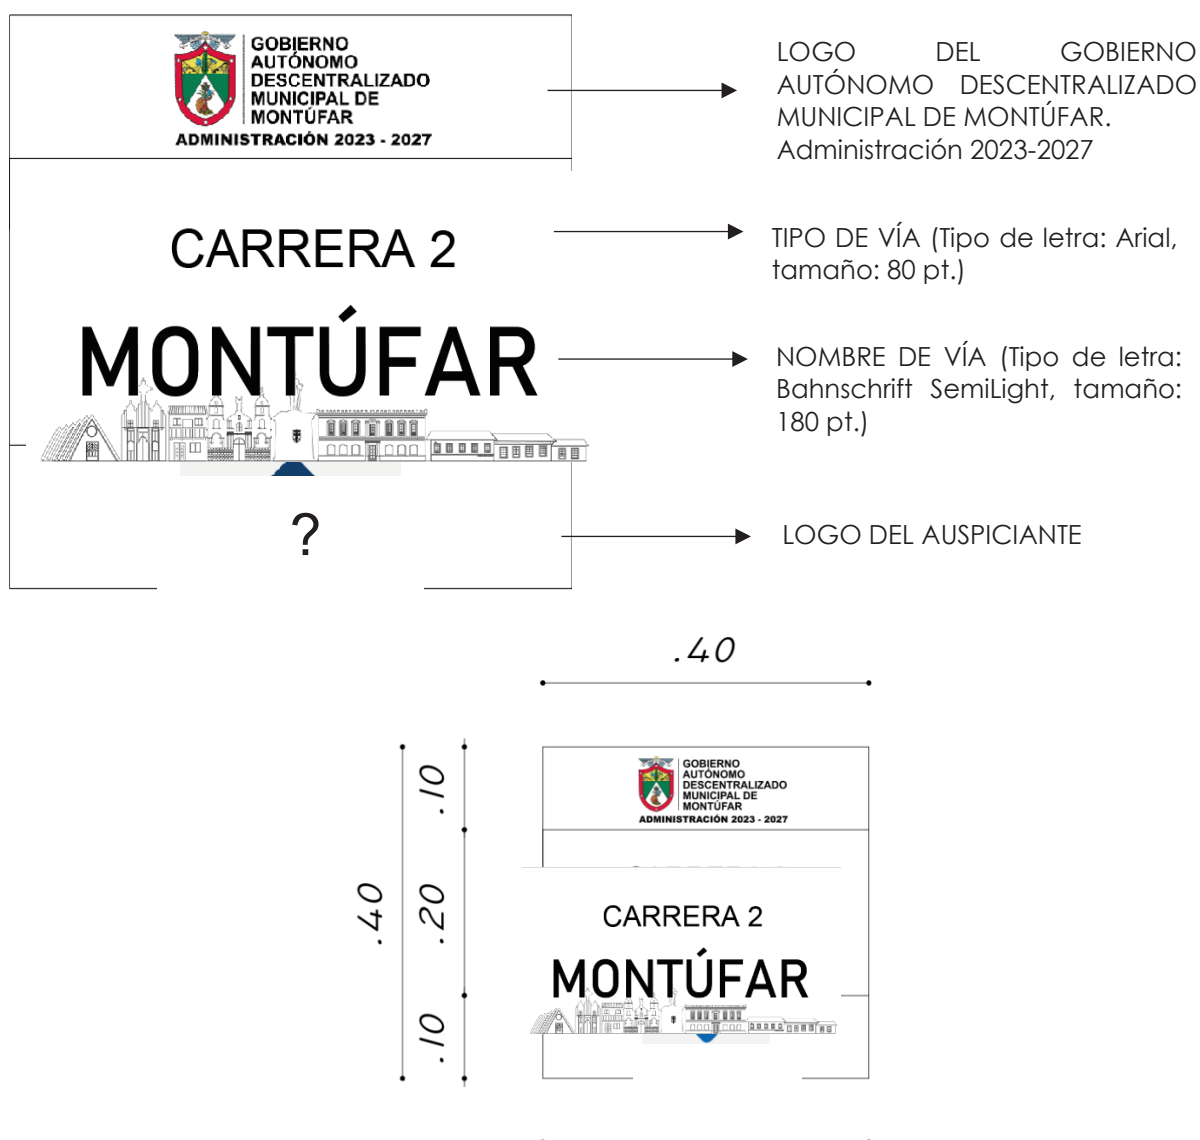 GOBIERNO
AUTÓNOMO
DESCENTRALIZADO
MUNICIPAL DE
MONTÚFAR
ADMINISTRACIÓN 2023 - 2027
LOGO DEL GOBIERNO
AUTÓNOMO DESCENTRALIZADO
MUNICIPAL DE MONTÚFAR.
Administración 2023-2027
CARRERA 2
TIPO DE VÍA (Tipo de letra: Arial,
tamaño: 80 pt.)
MONTÚFAR
NOMBRE DE VÍA (Tipo de letra:
Bahnschrift SemiLight, tamaño:
180 pt.)
?
LOGO DEL AUSPICIANTE
.40
.10
.20
.10
.40
GOBIERNO
AUTÓNOMO
DESCENTRALIZADO
MUNICIPAL DE
MONTÚFAR
ADMINISTRACIÓN 2023 - 2027
CARRERA 2
MONTÚFAR